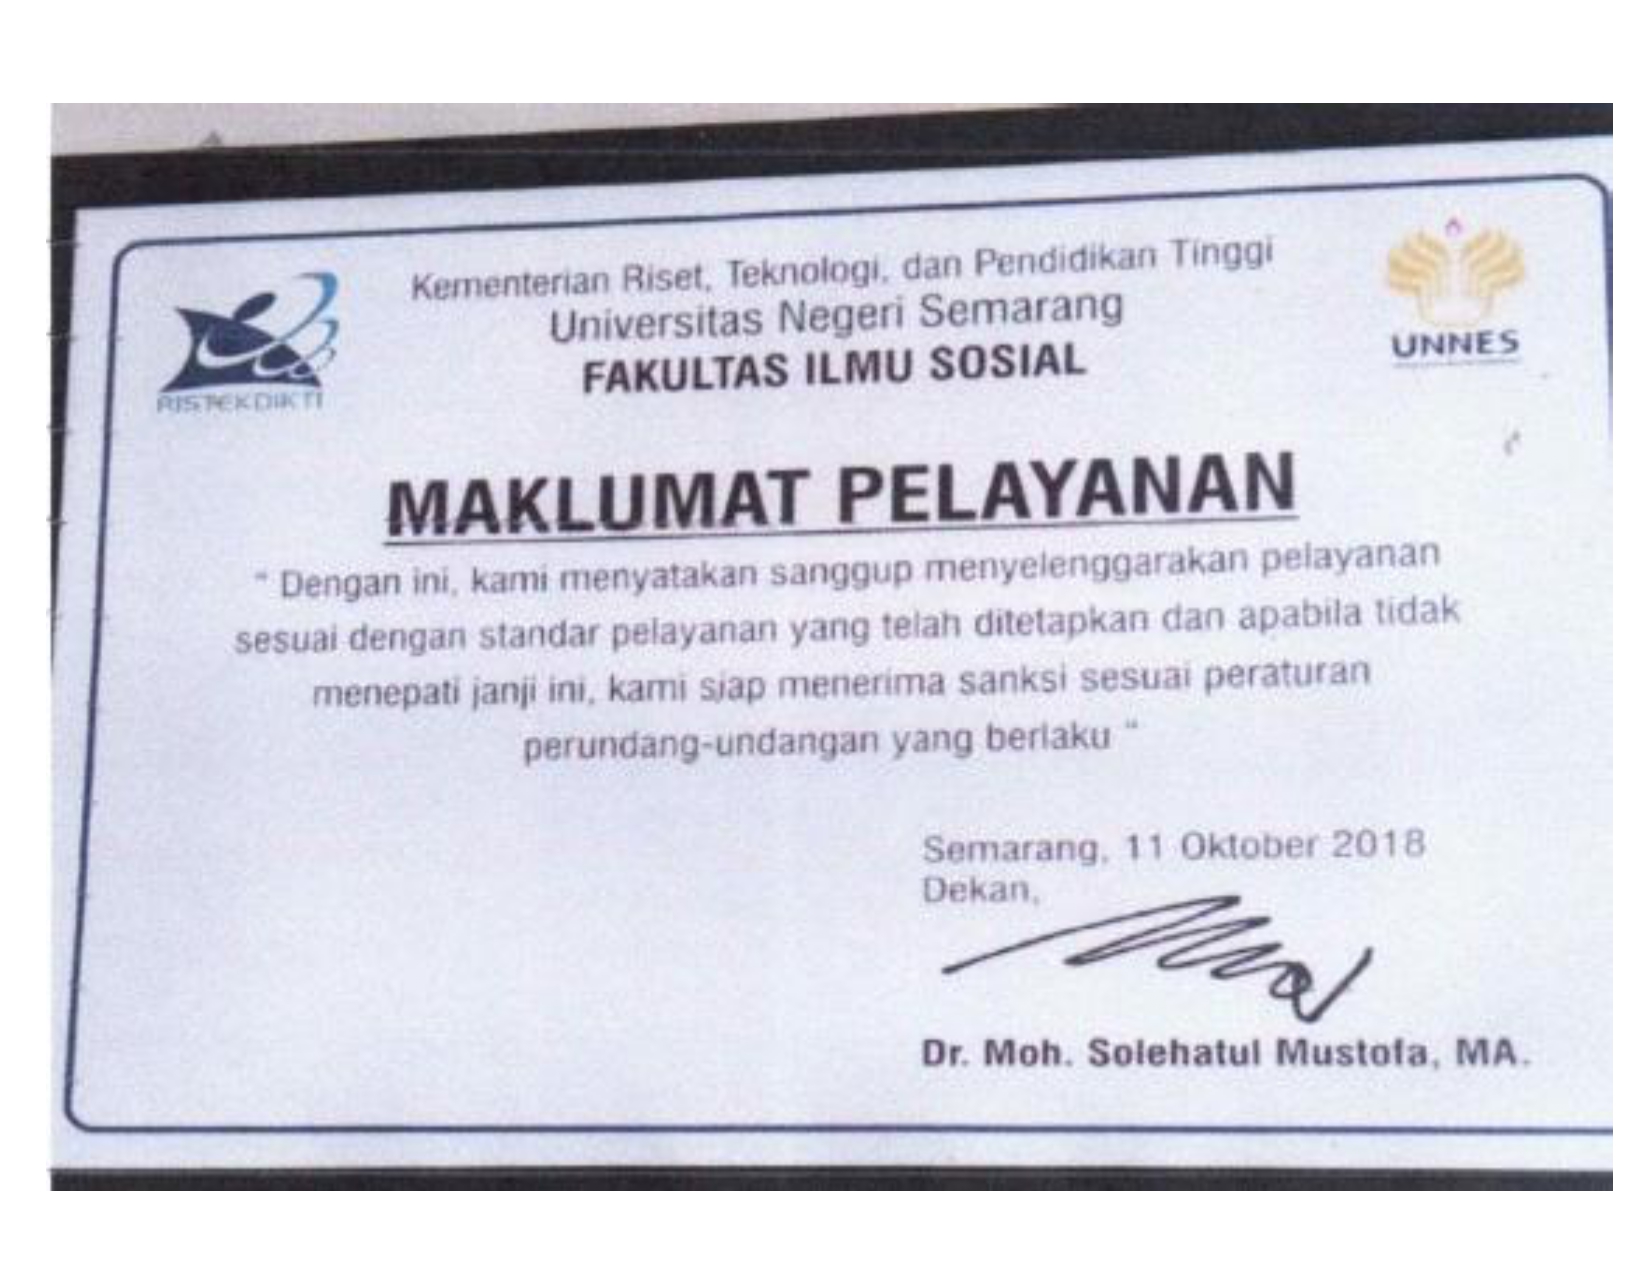 Kementerian Riset, Teknologi, dan Pendidikan Tinggi
Universitas Negeri Semarang
FAKULTAS ILMU SOSIAL
RISTEKDIKTI
UNNES
MAKLUMAT PELAYANAN
" Dengan ini, kami menyatakan sanggup menyelenggarakan pelayanan
sesuai dengan standar pelayanan yang telah ditetapkan dan apabila tidak
menepati janji ini, kami siap menerima sanksi sesuai peraturan
perundang-undangan yang berlaku "
Semarang, 11 Oktober 2018
Dekan,
Dr. Moh. Solehatul Mustofa, MA.